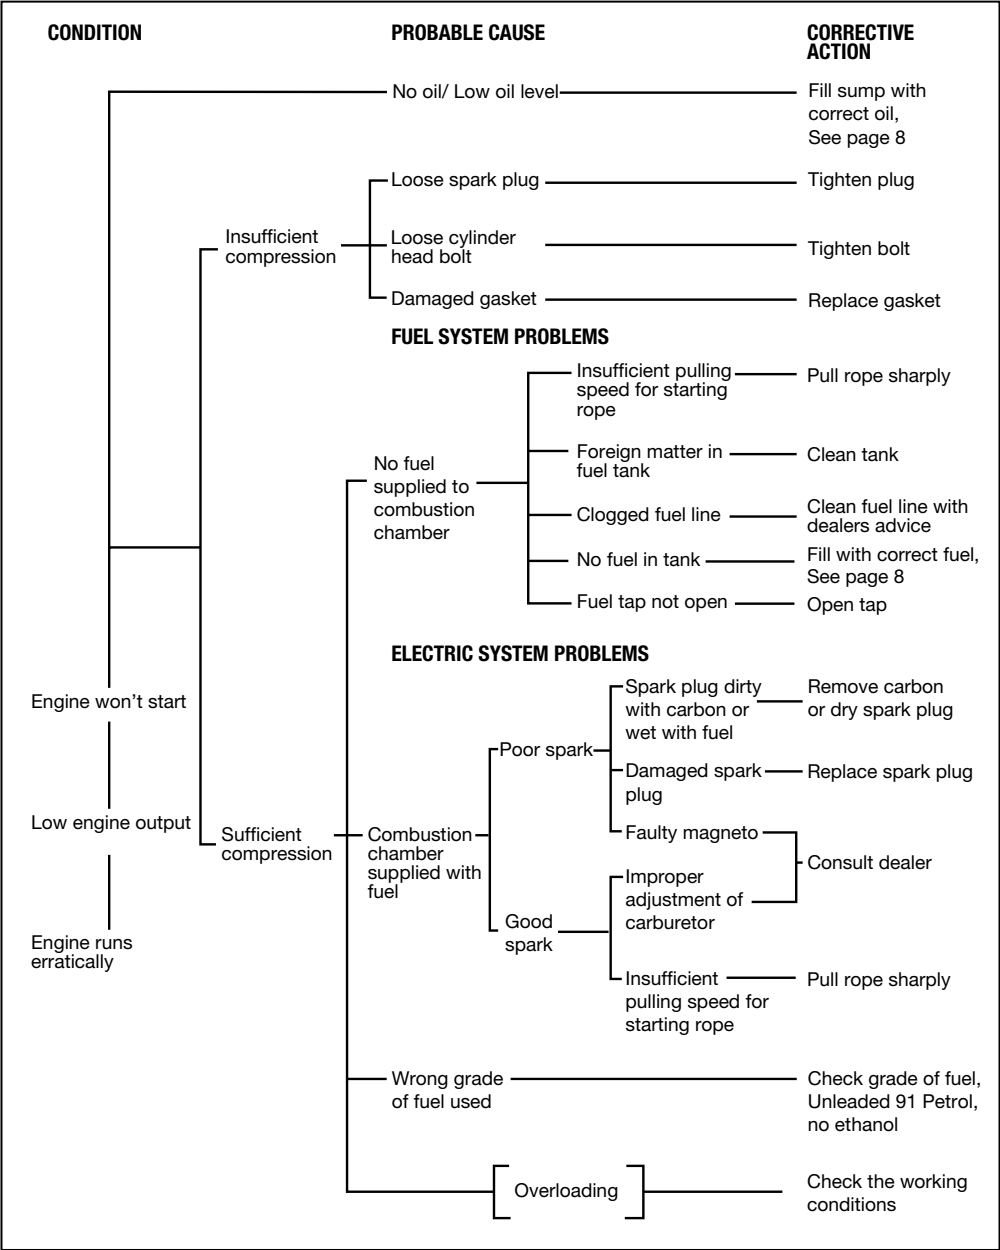 CONDITION
PROBABLE CAUSE
CORRECTIVE
ACTION
No oil/ Low oil level
Fill sump with
correct oil,
See page 8
Insufficient
compression
Loose spark plug
Tighten plug
Loose cylinder
head bolt
Tighten bolt
Damaged gasket
Replace gasket
FUEL SYSTEM PROBLEMS
No fuel
supplied to
combustion
chamber
Insufficient pulling
speed for starting
rope
Pull rope sharply
Foreign matter in
fuel tank
Clean tank
Clogged fuel line
Clean fuel line with
dealers advice
No fuel in tank
Fill with correct fuel,
See page 8
Fuel tap not open
Open tap
ELECTRIC SYSTEM PROBLEMS
Engine won’t start
Low engine output
Engine runs
erratically
Sufficient
compression
Combustion
chamber
supplied with
fuel
Poor spark
Spark plug dirty
with carbon or
wet with fuel
Remove carbon
or dry spark plug
Damaged spark
plug
Replace spark plug
Faulty magneto
Consult dealer
Good
spark
Improper
adjustment of
carburetor
Insufficient
pulling speed for
starting rope
Pull rope sharply
Wrong grade
of fuel used
Check grade of fuel,
Unleaded 91 Petrol,
no ethanol
Overloading
Check the working
conditions